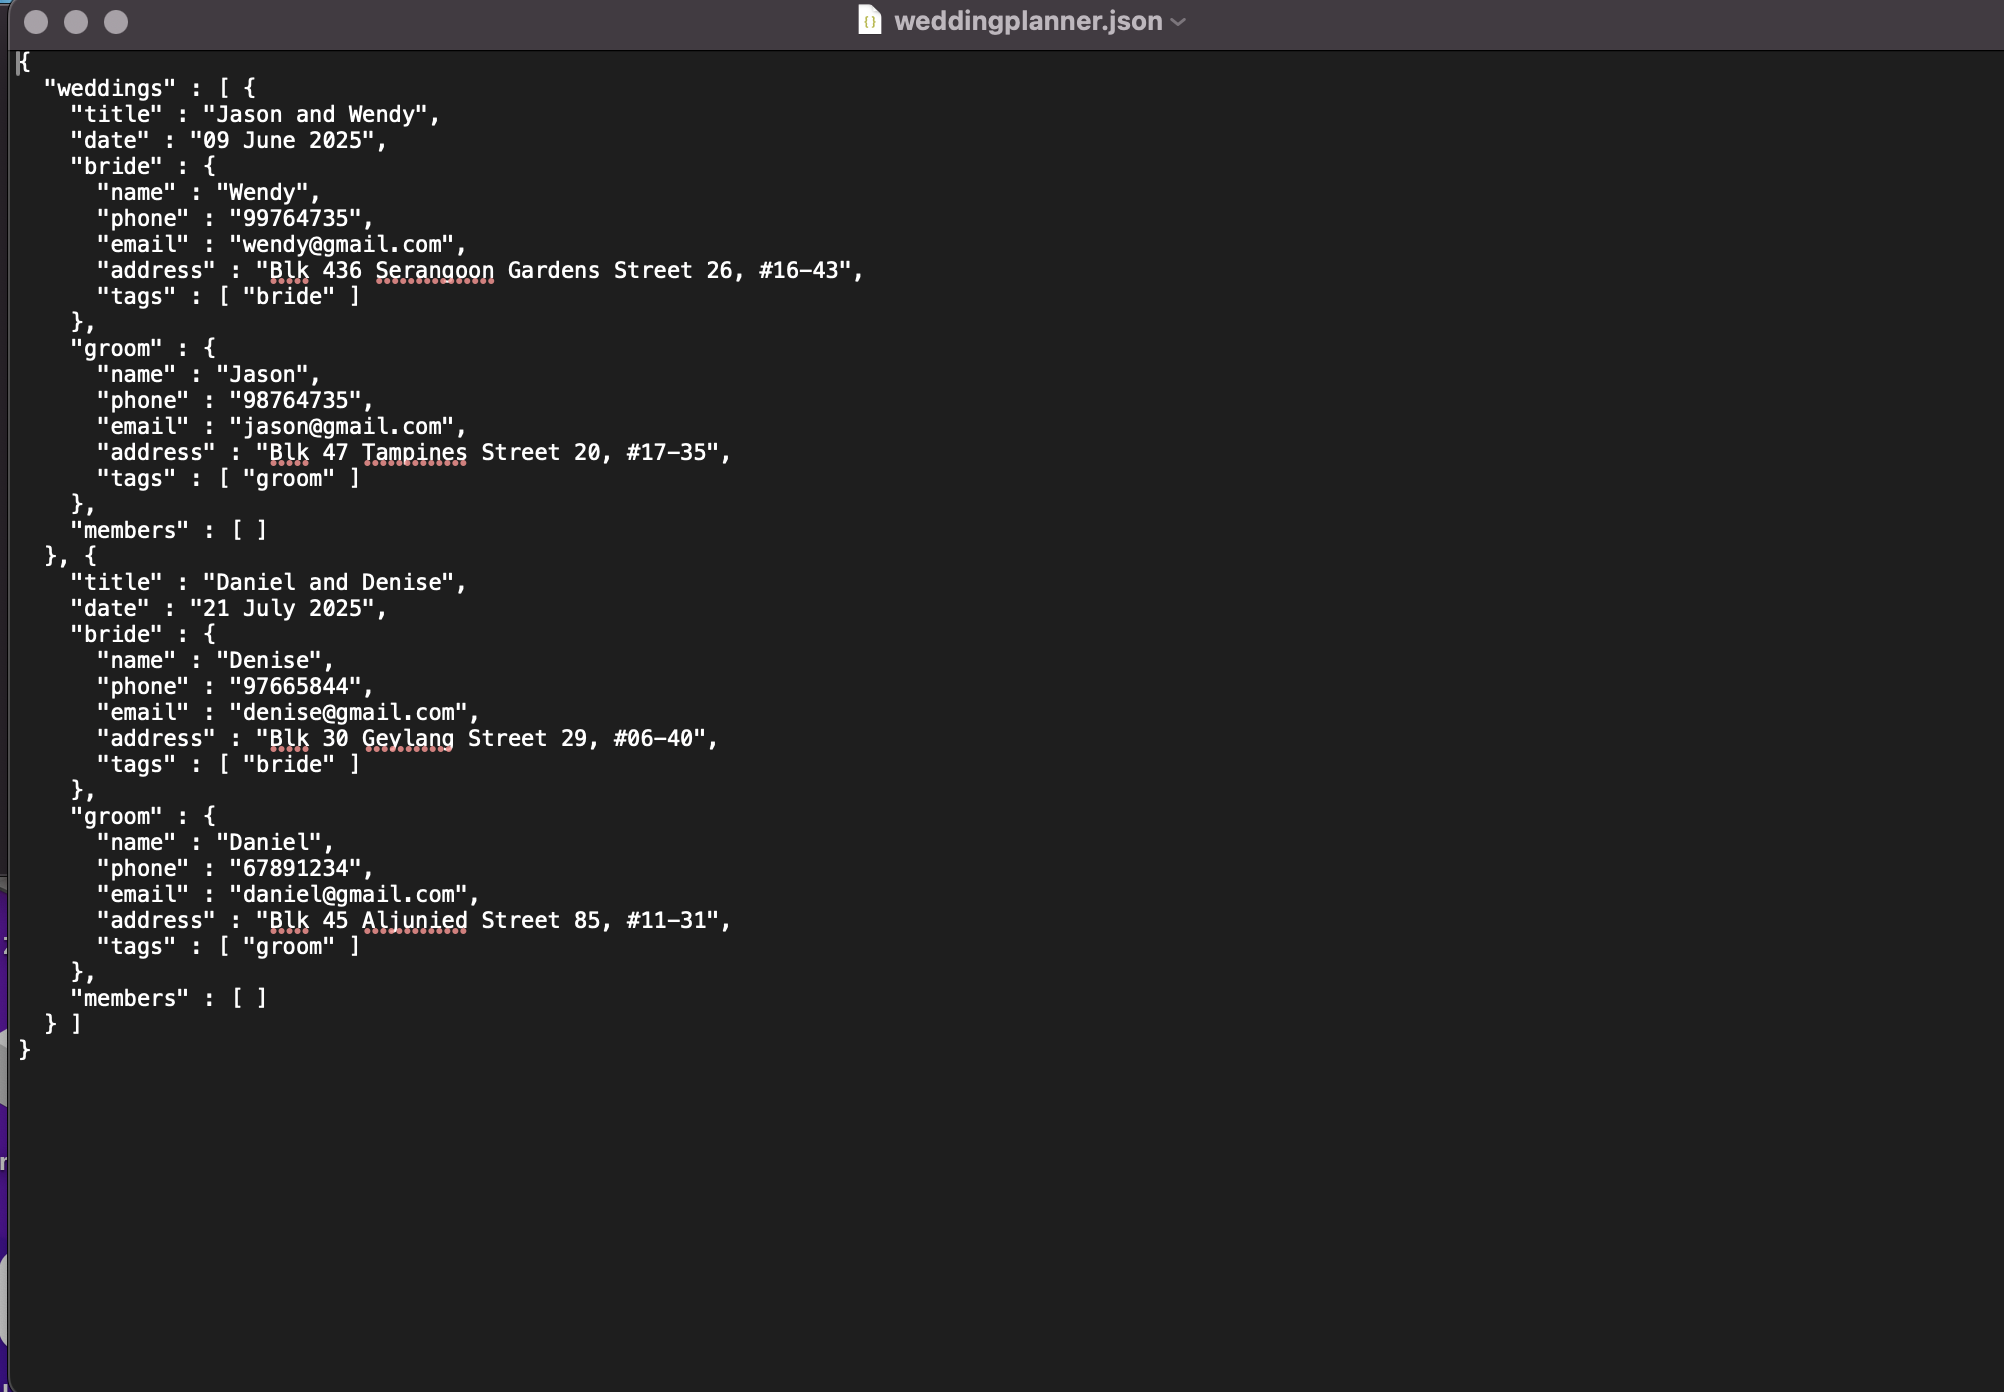 weddingplanner.json
{
  "weddings" : [ {
    "title" : "Jason and Wendy",
    "date" : "09 June 2025",
    "bride" : {
      "name" : "Wendy",
      "phone" : "99764735",
      "email" : "wendy@gmail.com",
      "address" : "Blk 436 Serangoon Gardens Street 26, #16-43",
      "tags" : [ "bride" ]
    },
    "groom" : {
      "name" : "Jason",
      "phone" : "98764735",
      "email" : "jason@gmail.com",
      "address" : "Blk 47 Tampines Street 20, #17-35",
      "tags" : [ "groom" ]
    },
    "members" : [ ]
  }, {
    "title" : "Daniel and Denise",
    "date" : "21 July 2025",
    "bride" : {
      "name" : "Denise",
      "phone" : "97665844",
      "email" : "denise@gmail.com",
      "address" : "Blk 30 Geylang Street 29, #06-40",
      "tags" : [ "bride" ]
    },
    "groom" : {
      "name" : "Daniel",
      "phone" : "67891234",
      "email" : "daniel@gmail.com",
      "address" : "Blk 45 Aljunied Street 85, #11-31",
      "tags" : [ "groom" ]
    },
    "members" : [ ]
  } ]
}